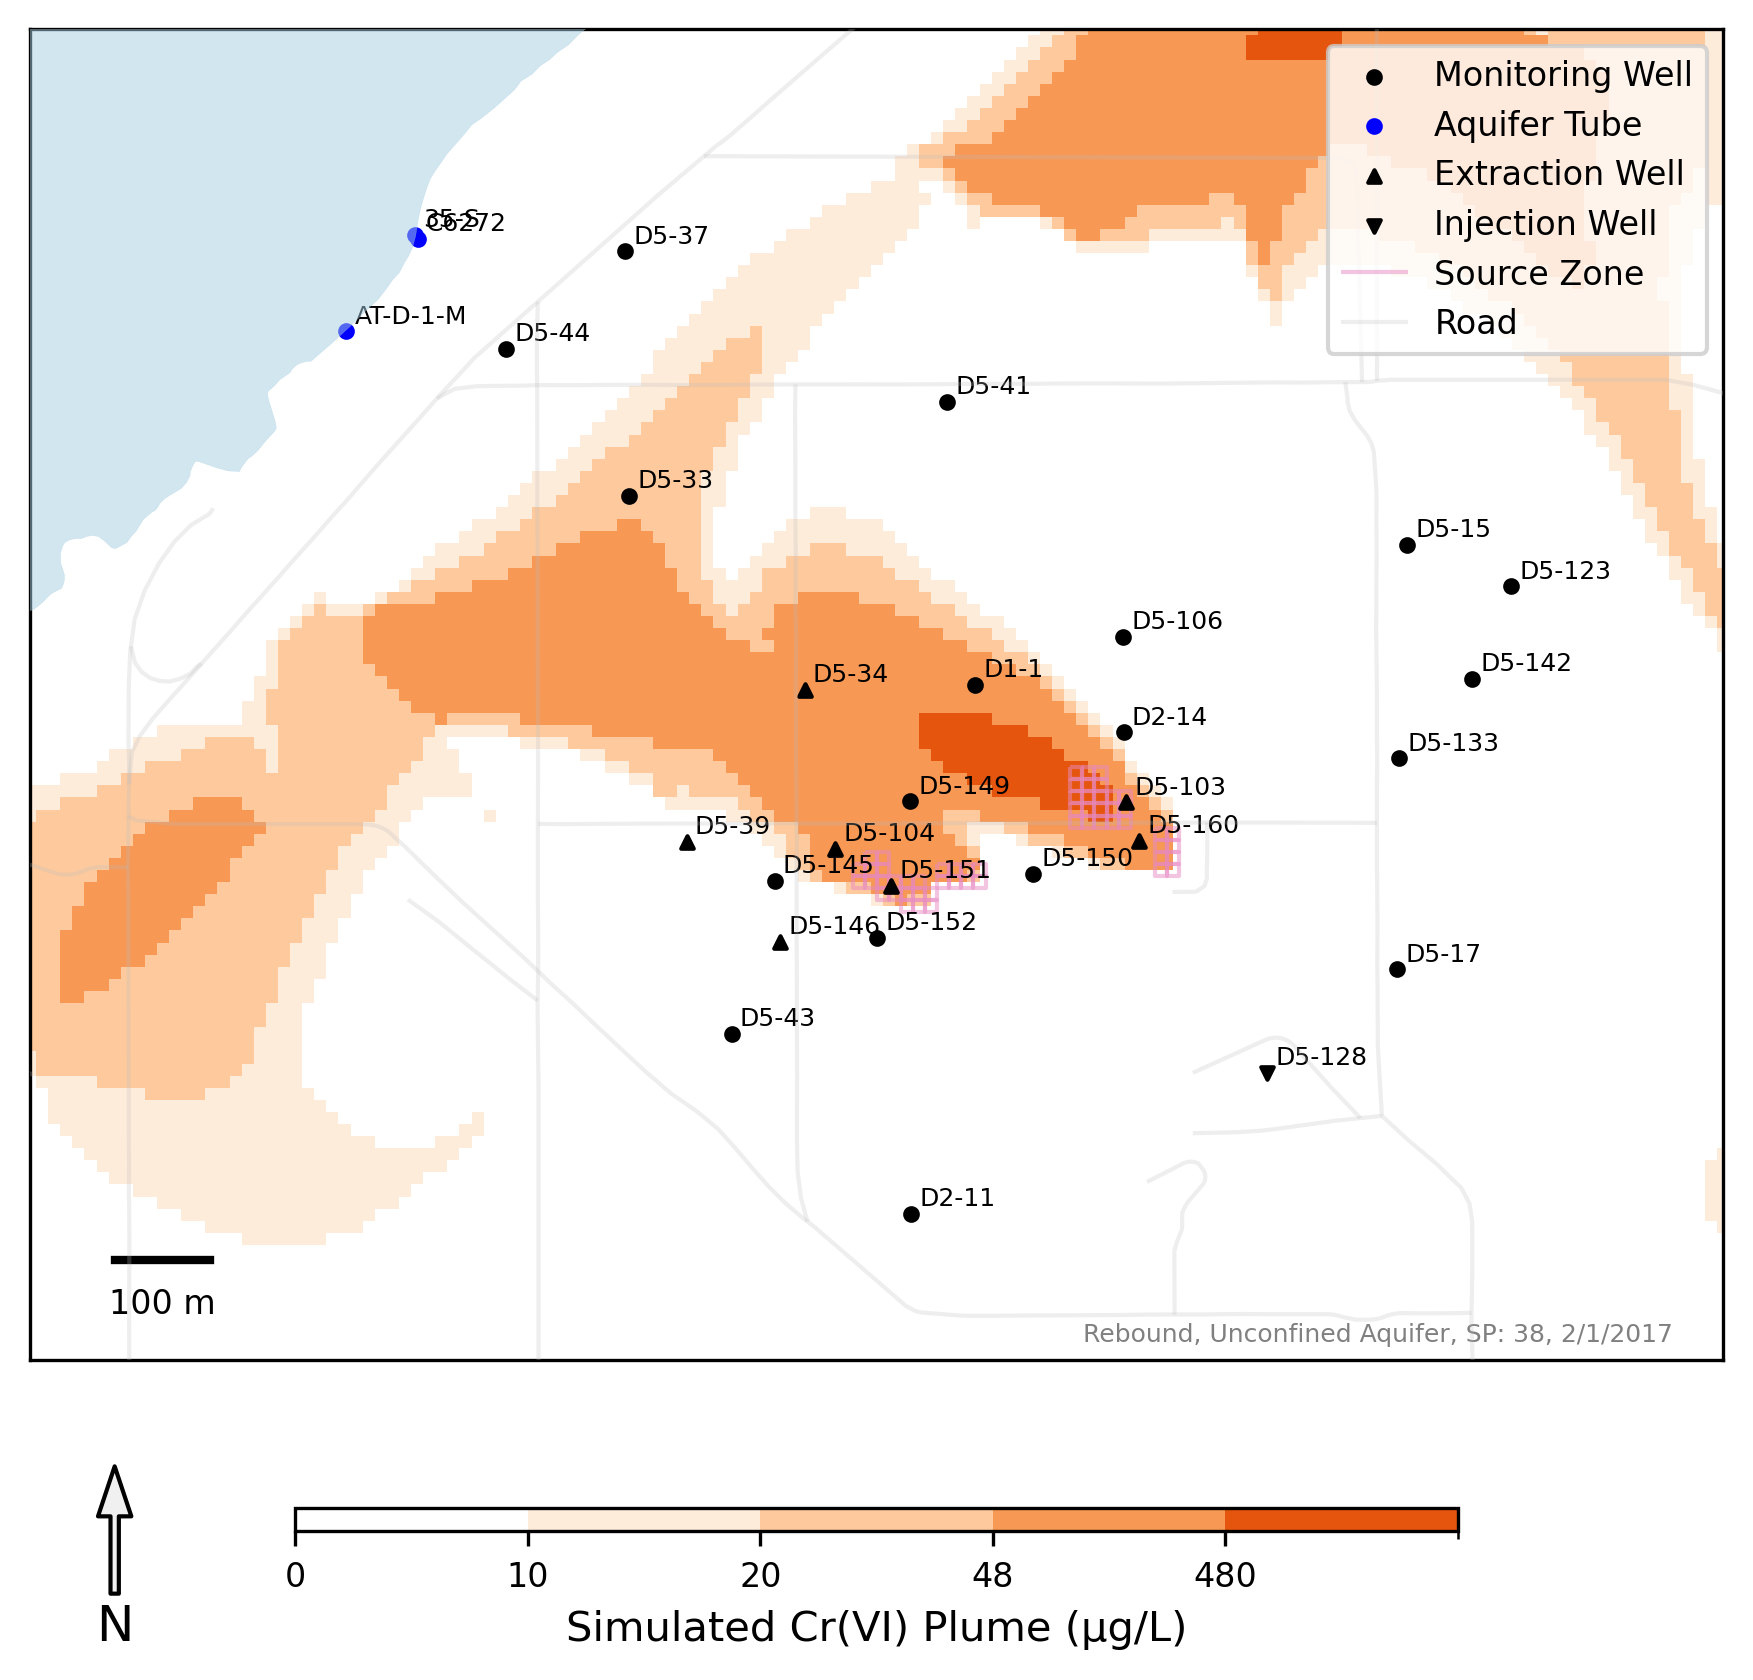 Monitoring Well
Aquifer Tube
Extraction Well
Injection Well
Source Zone
Road
35-S
C6272
D5-37
AT-D-1-M
D5-44
D5-41
D5-33
D5-15
D5-123
D5-106
D5-142
D1-1
D5-34
D2-14
D5-133
D5-149
D5-103
D5-39
D5-104
D5-160
D5-145
D5-151
D5-150
D5-146
D5-152
D5-17
D5-43
D5-128
D2-11
100 m
Rebound, Unconfined Aquifer, SP: 38, 2/1/2017
0 10 20 48 480
Simulated Cr(VI) Plume (µg/L)
N